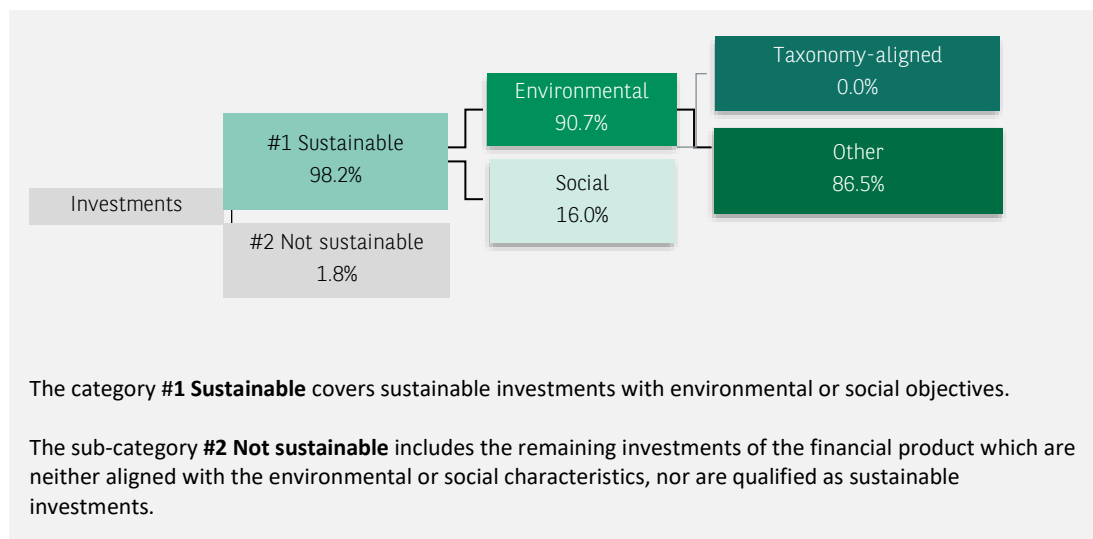 Taxonomy-aligned
0.0%
Environmental
90.7%
#1 Sustainable
98.2%
Other
86.5%
Social
16.0%
Investments
#2 Not sustainable
1.8%
The category #1 Sustainable covers sustainable investments with environmental or social objectives.
The sub-category #2 Not sustainable includes the remaining investments of the financial product which are
neither aligned with the environmental or social characteristics, nor are qualified as sustainable
investments.